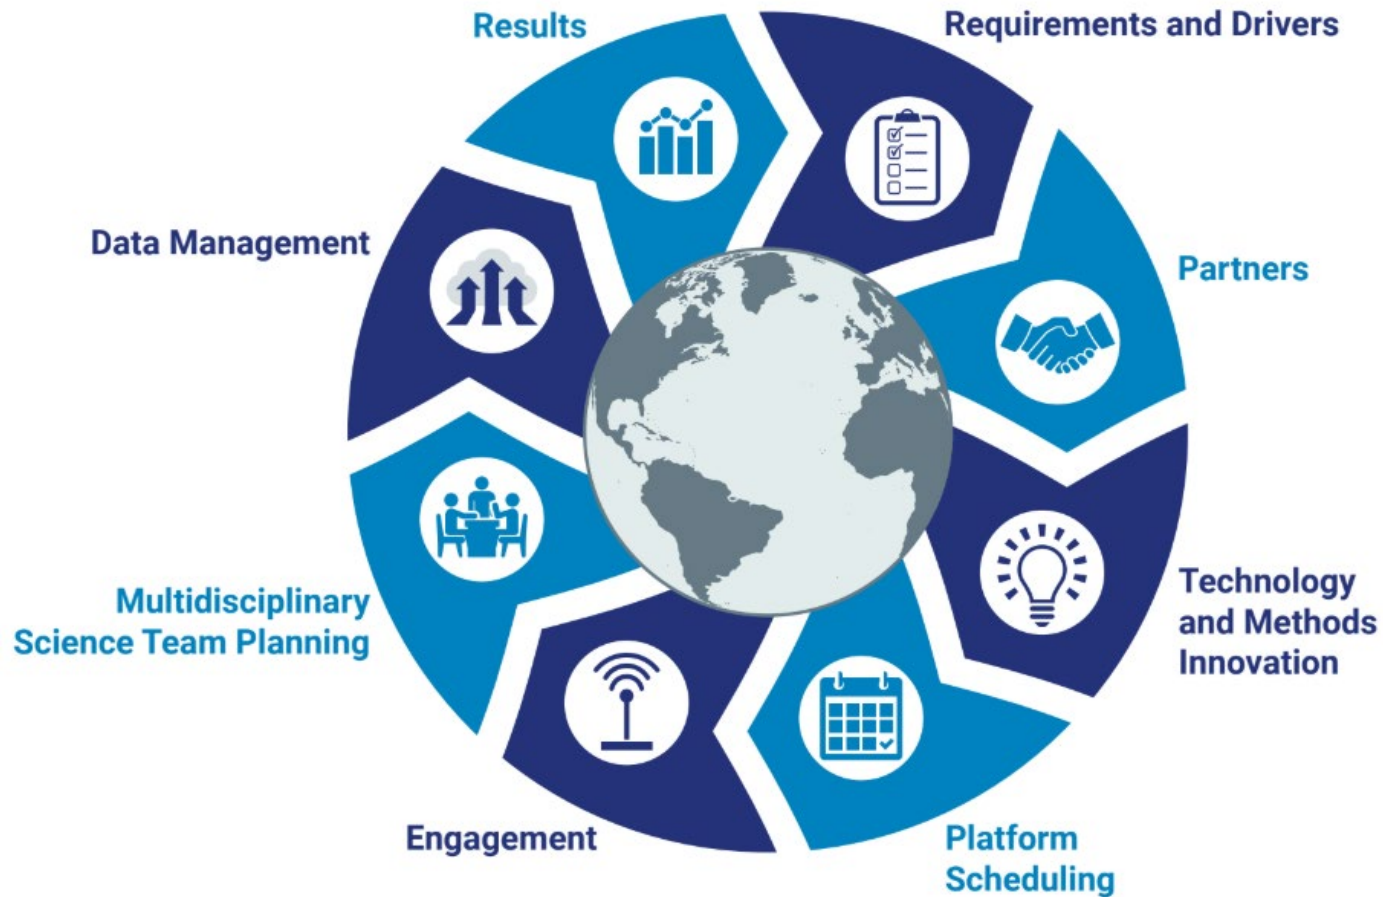 Results
Requirements and Drivers
Partners
Technology
and Methods
Innovation
Platform
Scheduling
Engagement
Multidisciplinary
Science Team Planning
Data Management